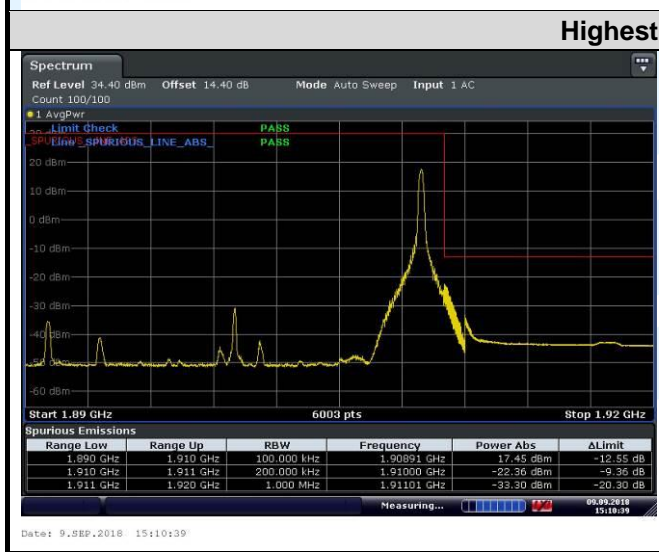 Highest
Spectrum
Ref Level 34.40 dBm Offset 14.40 dB Mode Auto Sweep Input 1 AC
Count 100/100
1 AvgPwr
Limit Check PASS
Line _SPURIOUS_LINE_ABS_ PASS
20 dBm
10 dBm
0 dBm
-10 dBm
-20 dBm
-30 dBm
-40 dBm
-50 dBm
-60 dBm
Start 1.89 GHz 6003 pts Stop 1.92 GHz
Spurious Emissions
Range Low Range Up RBW Frequency Power Abs ΔLimit
1.890 GHz 1.910 GHz 100.000 kHz 1.90891 GHz 17.45 dBm -12.55 dB
1.910 GHz 1.911 GHz 200.000 kHz 1.91000 GHz -22.36 dBm -9.36 dB
1.911 GHz 1.920 GHz 1.000 MHz 1.91101 GHz -33.30 dBm -20.30 dB
Measuring... 09.09.2018
15:10:39
Date: 9.SEP.2018 15:10:39